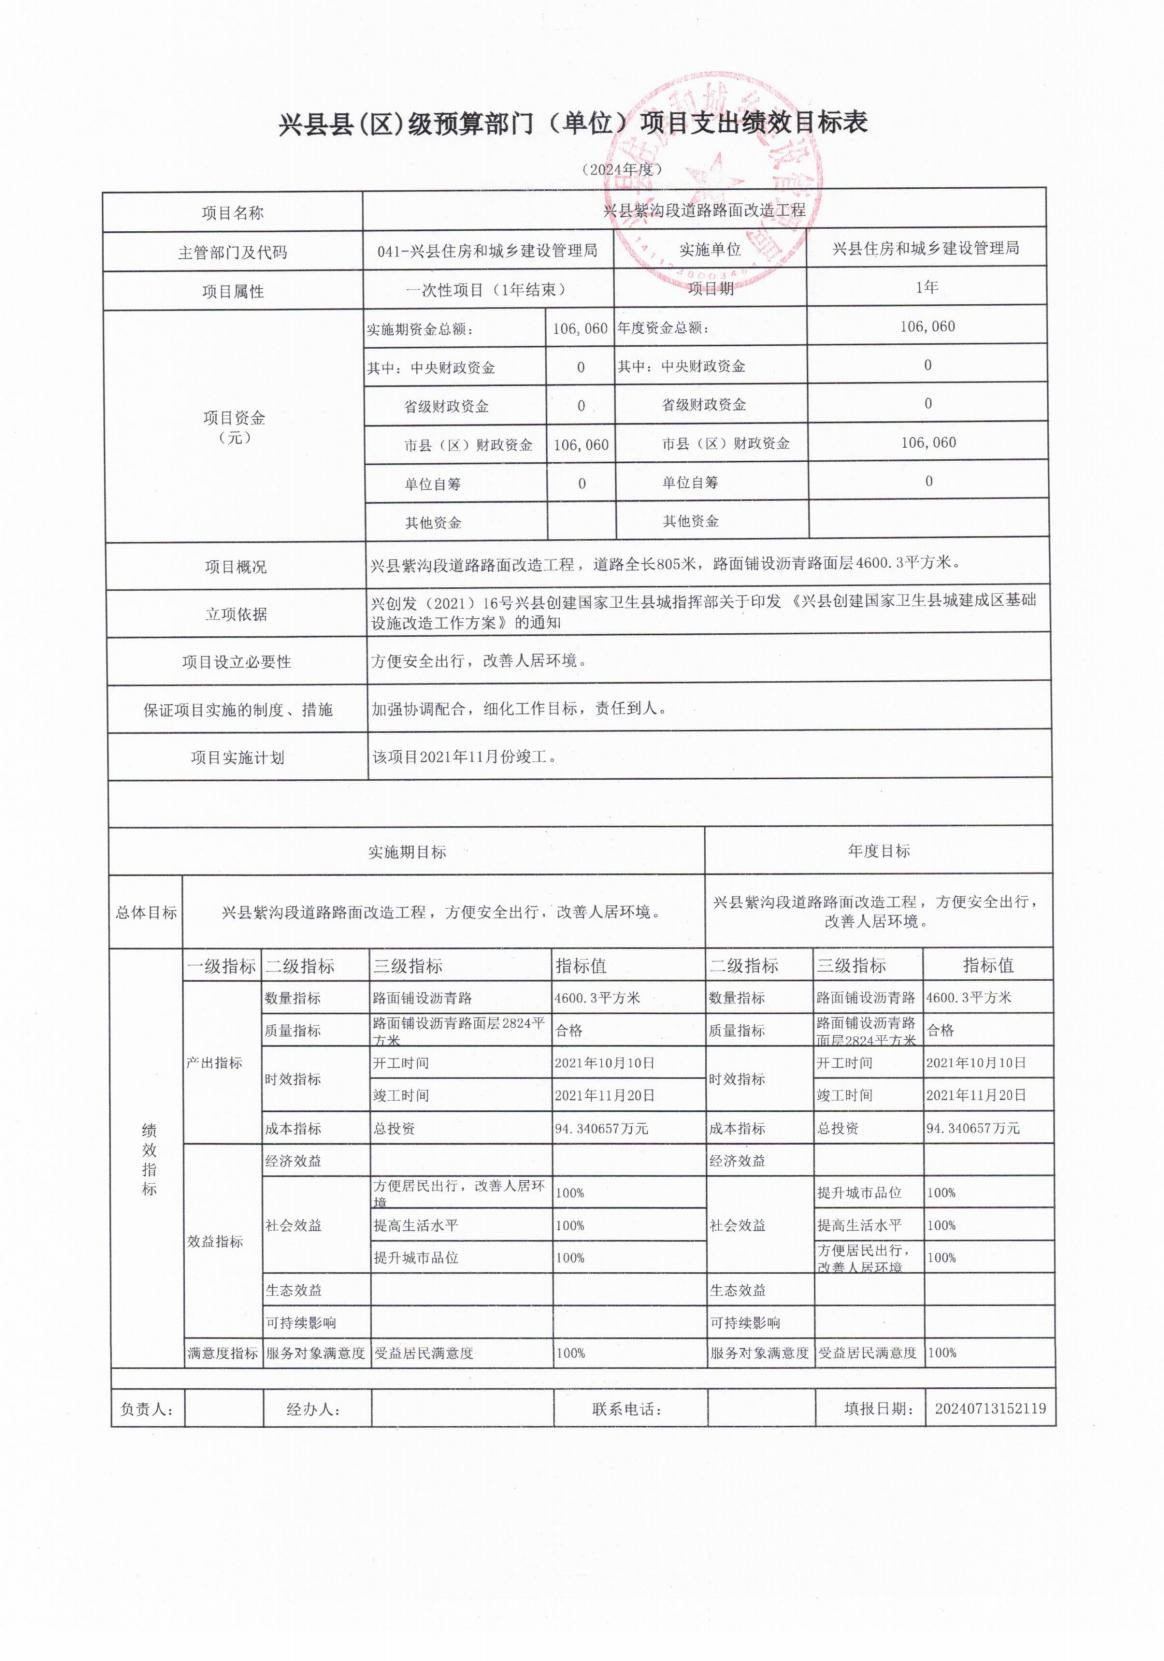 兴县县(区)级预算部门（单位）项目支出绩效目标表
（2024年度）
项目名称 兴县紫沟段道路路面改造工程
主管部门及代码 041-兴县住房和城乡建设管理局 实施单位 兴县住房和城乡建设管理局
项目属性 一次性项目（1年结束） 项目期 1年
项目资金
（元）
实施期资金总额： 106,060 年度资金总额： 106,060
其中：中央财政资金 0 其中：中央财政资金 0
省级财政资金 0 省级财政资金 0
市县（区）财政资金 106,060 市县（区）财政资金 106,060
单位自筹 0 单位自筹 0
其他资金 其他资金
项目概况 兴县紫沟段道路路面改造工程，道路全长805米，路面铺设沥青路面层4600.3平方米。
立项依据 兴创发（2021）16号兴县创建国家卫生县城指挥部关于印发 《兴县创建国家卫生县城建成区基础
设施改造工作方案》的通知
项目设立必要性 方便安全出行，改善人居环境。
保证项目实施的制度、措施 加强协调配合，细化工作目标，责任到人。
项目实施计划 该项目2021年11月份竣工。
实施期目标 年度目标
总体目标 兴县紫沟段道路路面改造工程，方便安全出行，改善人居环境。 兴县紫沟段道路路面改造工程，方便安全出行，
改善人居环境。
绩效指标
一级指标 二级指标 三级指标 指标值 二级指标 三级指标 指标值
产出指标
数量指标 路面铺设沥青路 4600.3平方米 数量指标 路面铺设沥青路 4600.3平方米
质量指标 路面铺设沥青路面层2824平 合格 质量指标 路面铺设沥青路 合格
方米 面层2824平方米
时效指标 开工时间 2021年10月10日 时效指标 开工时间 2021年10月10日
竣工时间 2021年11月20日 竣工时间 2021年11月20日
成本指标 总投资 94.340657万元 成本指标 总投资 94.340657万元
效益指标
经济效益 经济效益
社会效益 方便居民出行，改善人居环 100% 社会效益 提升城市品位 100%
境
提高生活水平 100% 提高生活水平 100%
提升城市品位 100% 方便居民出行， 100%
改善人居环境
生态效益 生态效益
可持续影响 可持续影响
满意度指标 服务对象满意度 受益居民满意度 100% 服务对象满意度 受益居民满意度 100%
负责人： 经办人： 联系电话： 填报日期： 20240713152119